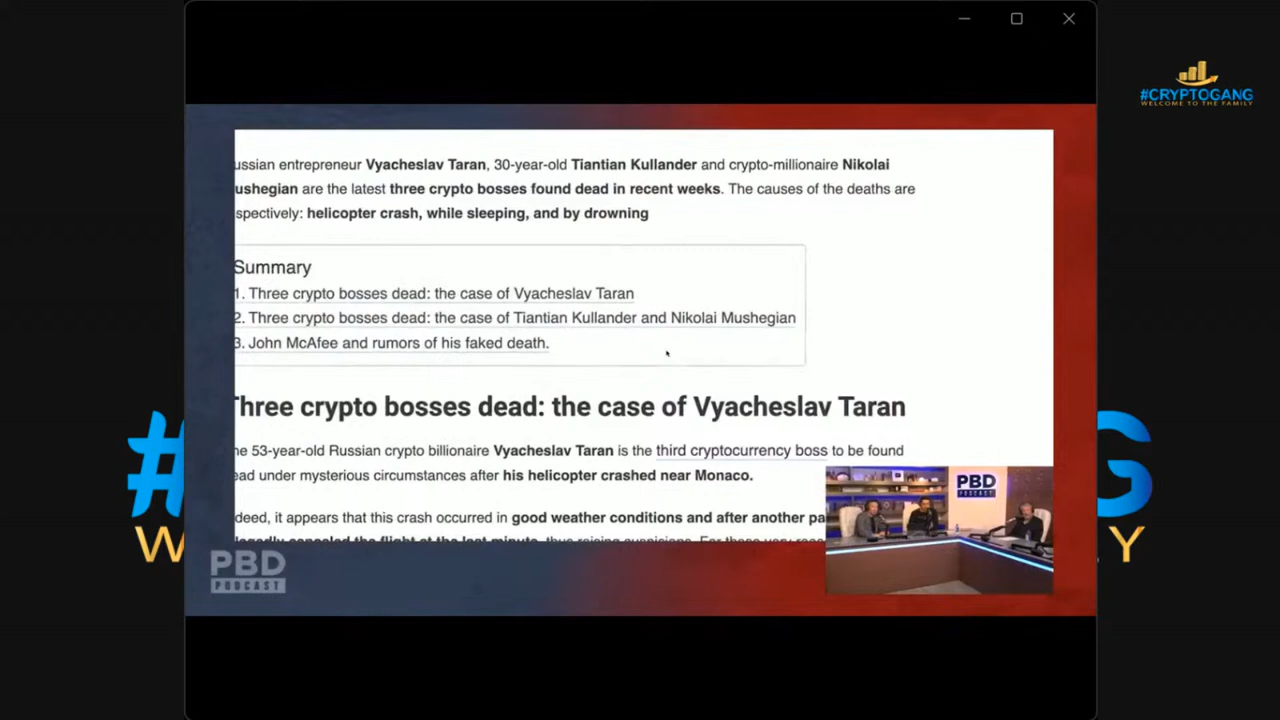 #CRYPTOGANG
WELCOME TO THE FAMILY
ussian entrepreneur Vyacheslav Taran, 30-year-old Tiantian Kullander and crypto-millionaire Nikolai
ushegian are the latest three crypto bosses found dead in recent weeks. The causes of the deaths are
spectively: helicopter crash, while sleeping, and by drowning
Summary
1. Three crypto bosses dead: the case of Vyacheslav Taran
2. Three crypto bosses dead: the case of Tiantian Kullander and Nikolai Mushegian
3. John McAfee and rumors of his faked death.
Three crypto bosses dead: the case of Vyacheslav Taran
he 53-year-old Russian crypto billionaire Vyacheslav Taran is the third cryptocurrency boss to be found
ead under mysterious circumstances after his helicopter crashed near Monaco.
deed, it appears that this crash occurred in good weather conditions and after another pa
the flight at the last minute
PBD
PODCAST
PBD
PODCAST
#
G
W
Y